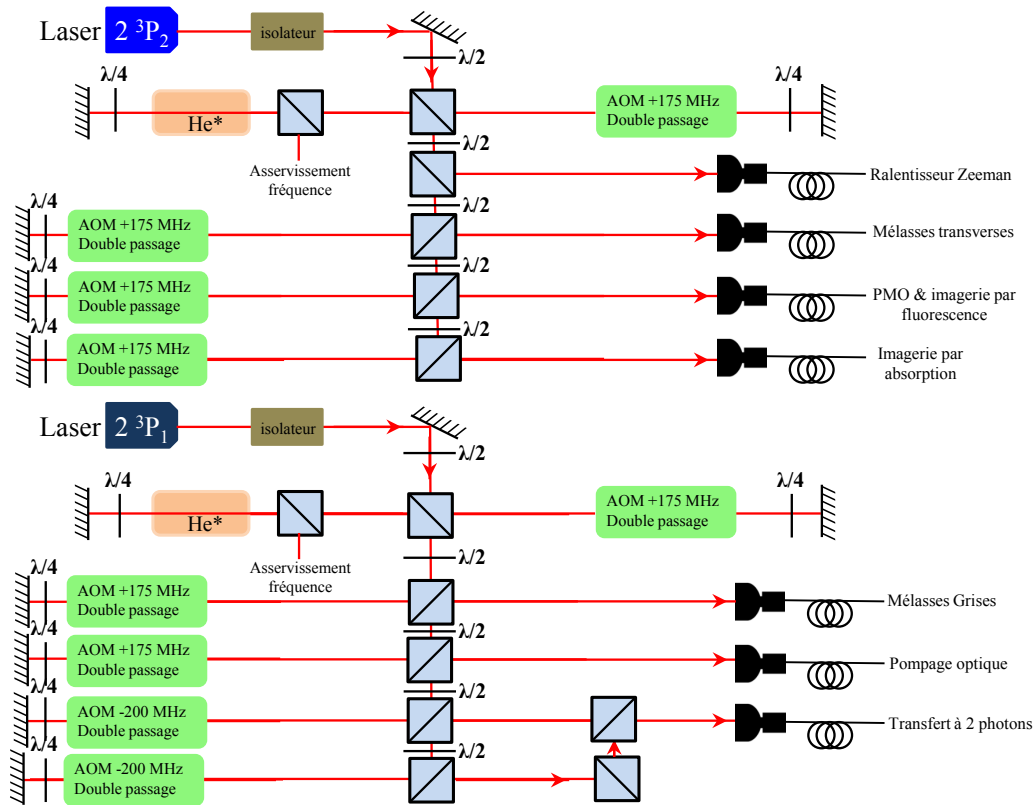 Laser 2 ³P₂
isolateur
λ/2
λ/4
He*
AOM +175 MHz
Double passage
λ/4
Asservissement
fréquence
λ/2
Ralentisseur Zeeman
λ/2
λ/4
AOM +175 MHz
Double passage
Mélasses transverses
λ/2
λ/4
AOM +175 MHz
Double passage
PMO & imagerie par
fluorescence
λ/2
λ/4
AOM +175 MHz
Double passage
Imagerie par
absorption
Laser 2 ³P₁
isolateur
λ/2
λ/4
He*
AOM +175 MHz
Double passage
λ/4
Asservissement
fréquence
λ/2
λ/4
AOM +175 MHz
Double passage
Mélasses Grises
λ/2
λ/4
AOM +175 MHz
Double passage
Pompage optique
λ/2
λ/4
AOM -200 MHz
Double passage
Transfert à 2 photons
λ/2
λ/4
AOM -200 MHz
Double passage